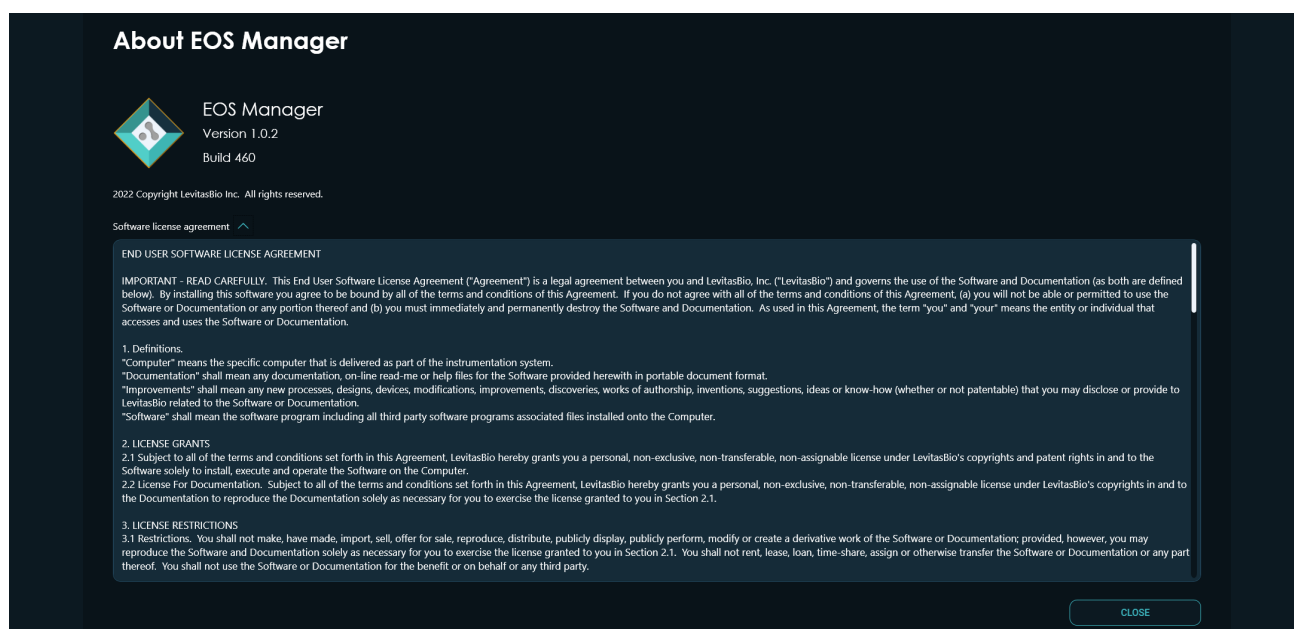 About EOS Manager
EOS Manager
Version 1.0.2
Build 460
2022 Copyright LevitasBio Inc.  All rights reserved.
Software license agreement
END USER SOFTWARE LICENSE AGREEMENT
IMPORTANT - READ CAREFULLY.  This End User Software License Agreement ("Agreement") is a legal agreement between you and LevitasBio, Inc. ("LevitasBio") and governs the use of the Software and Documentation (as both are defined
below).  By installing this software you agree to be bound by all of the terms and conditions of this Agreement.  If you do not agree with all of the terms and conditions of this Agreement, (a) you will not be able or permitted to use the
Software or Documentation or any portion thereof and (b) you must immediately and permanently destroy the Software and Documentation.  As used in this Agreement, the term "you" and "your" means the entity or individual that
accesses and uses the Software or Documentation.
1. Definitions.
"Computer" means the specific computer that is delivered as part of the instrumentation system.
"Documentation" shall mean any documentation, on-line read-me or help files for the Software provided herewith in portable document format.
"Improvements" shall mean any new processes, designs, devices, modifications, improvements, discoveries, works of authorship, inventions, suggestions, ideas or know-how (whether or not patentable) that you may disclose or provide to
LevitasBio related to the Software or Documentation.
"Software" shall mean the software program including all third party software programs associated files installed onto the Computer.
2. LICENSE GRANTS
2.1 Subject to all of the terms and conditions set forth in this Agreement, LevitasBio hereby grants you a personal, non-exclusive, non-transferable, non-assignable license under LevitasBio's copyrights and patent rights in and to the
Software solely to install, execute and operate the Software on the Computer.
2.2 License For Documentation.  Subject to all of the terms and conditions set forth in this Agreement, LevitasBio hereby grants you a personal, non-exclusive, non-transferable, non-assignable license under LevitasBio's copyrights in and to
the Documentation to reproduce the Documentation solely as necessary for you to exercise the license granted to you in Section 2.1.
3. LICENSE RESTRICTIONS
3.1 Restrictions.  You shall not make, have made, import, sell, offer for sale, reproduce, distribute, publicly display, publicly perform, modify or create a derivative work of the Software or Documentation; provided, however, you may
reproduce the Software and Documentation solely as necessary for you to exercise the license granted to you in Section 2.1.  You shall not rent, lease, loan, time-share, assign or otherwise transfer the Software or Documentation or any part
thereof.  You shall not use the Software or Documentation for the benefit or on behalf or any third party.
CLOSE